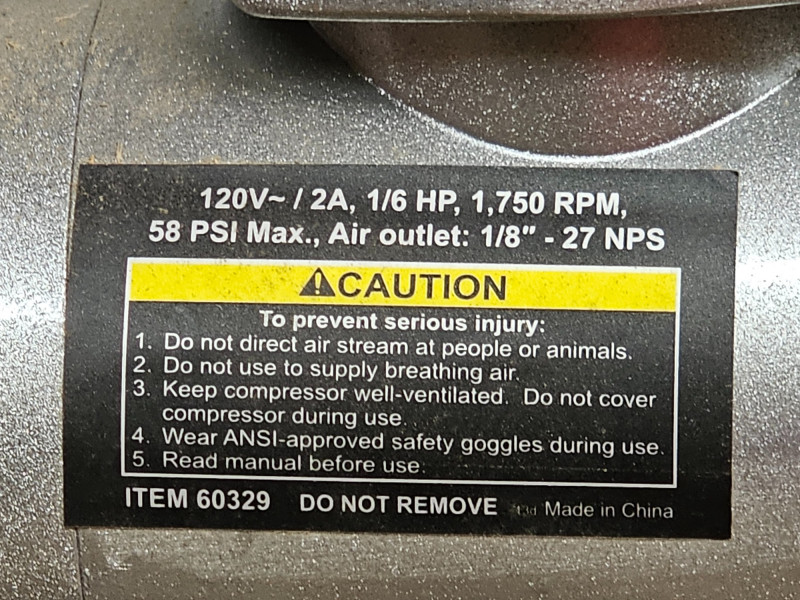 120V~ / 2A, 1/6 HP, 1,750 RPM,
58 PSI Max., Air outlet: 1/8" - 27 NPS
⚠CAUTION
To prevent serious injury:
1. Do not direct air stream at people or animals.
2. Do not use to supply breathing air.
3. Keep compressor well-ventilated. Do not cover
compressor during use.
4. Wear ANSI-approved safety goggles during use.
5. Read manual before use.
ITEM 60329 DO NOT REMOVE 13d Made in China